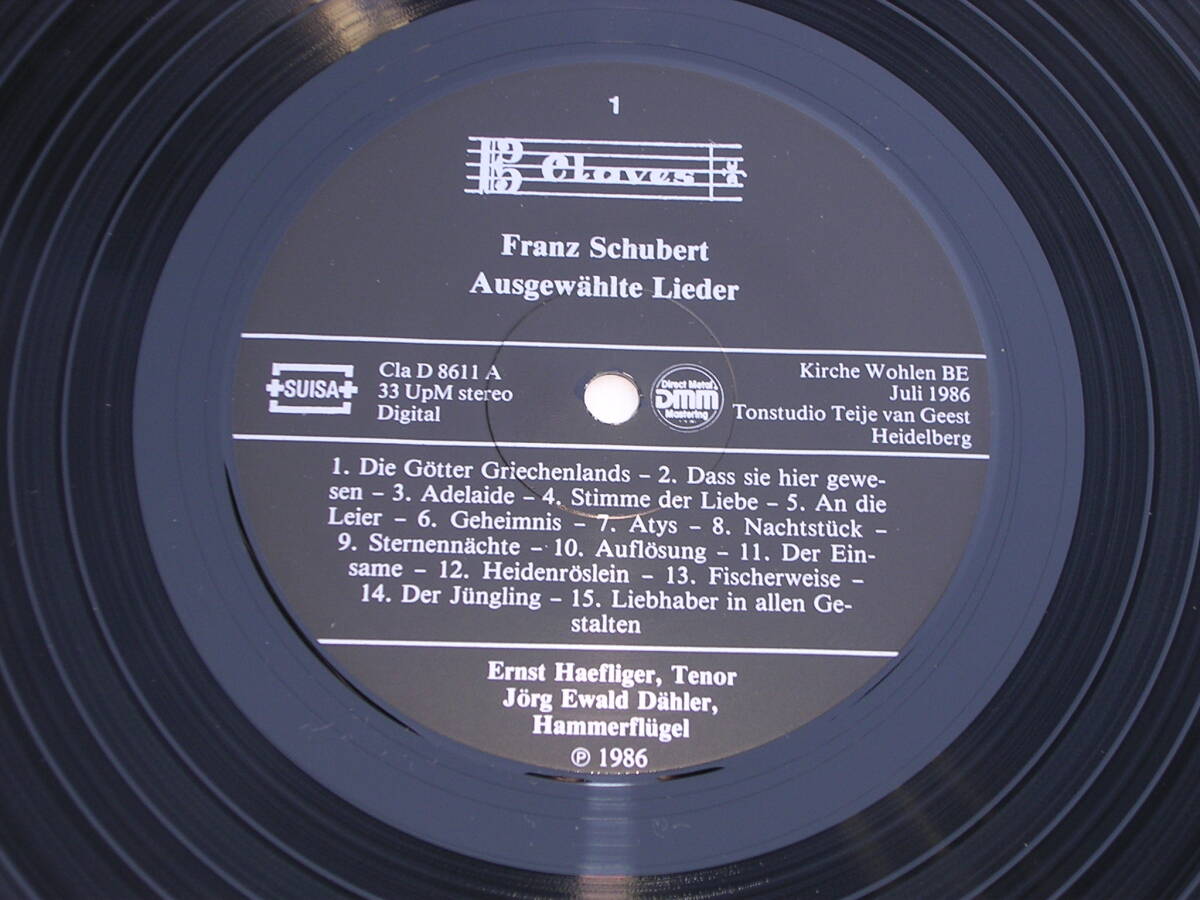 1
Claves
Franz Schubert
Ausgewählte Lieder
SUISA
Cla D 8611 A
33 UpM stereo
Digital
Direct Metal
DMM
Mastering
Kirche Wohlen BE
Juli 1986
Tonstudio Teije van Geest
Heidelberg
1. Die Götter Griechenlands – 2. Dass sie hier gewe-
sen – 3. Adelaide – 4. Stimme der Liebe – 5. An die
Leier – 6. Geheimnis – 7. Atys – 8. Nachtstück –
9. Sternennächte – 10. Auflösung – 11. Der Ein-
same – 12. Heidenröslein – 13. Fischerweise –
14. Der Jüngling – 15. Liebhaber in allen Ge-
stalten
Ernst Haefliger, Tenor
Jörg Ewald Dähler,
Hammerflügel
℗ 1986